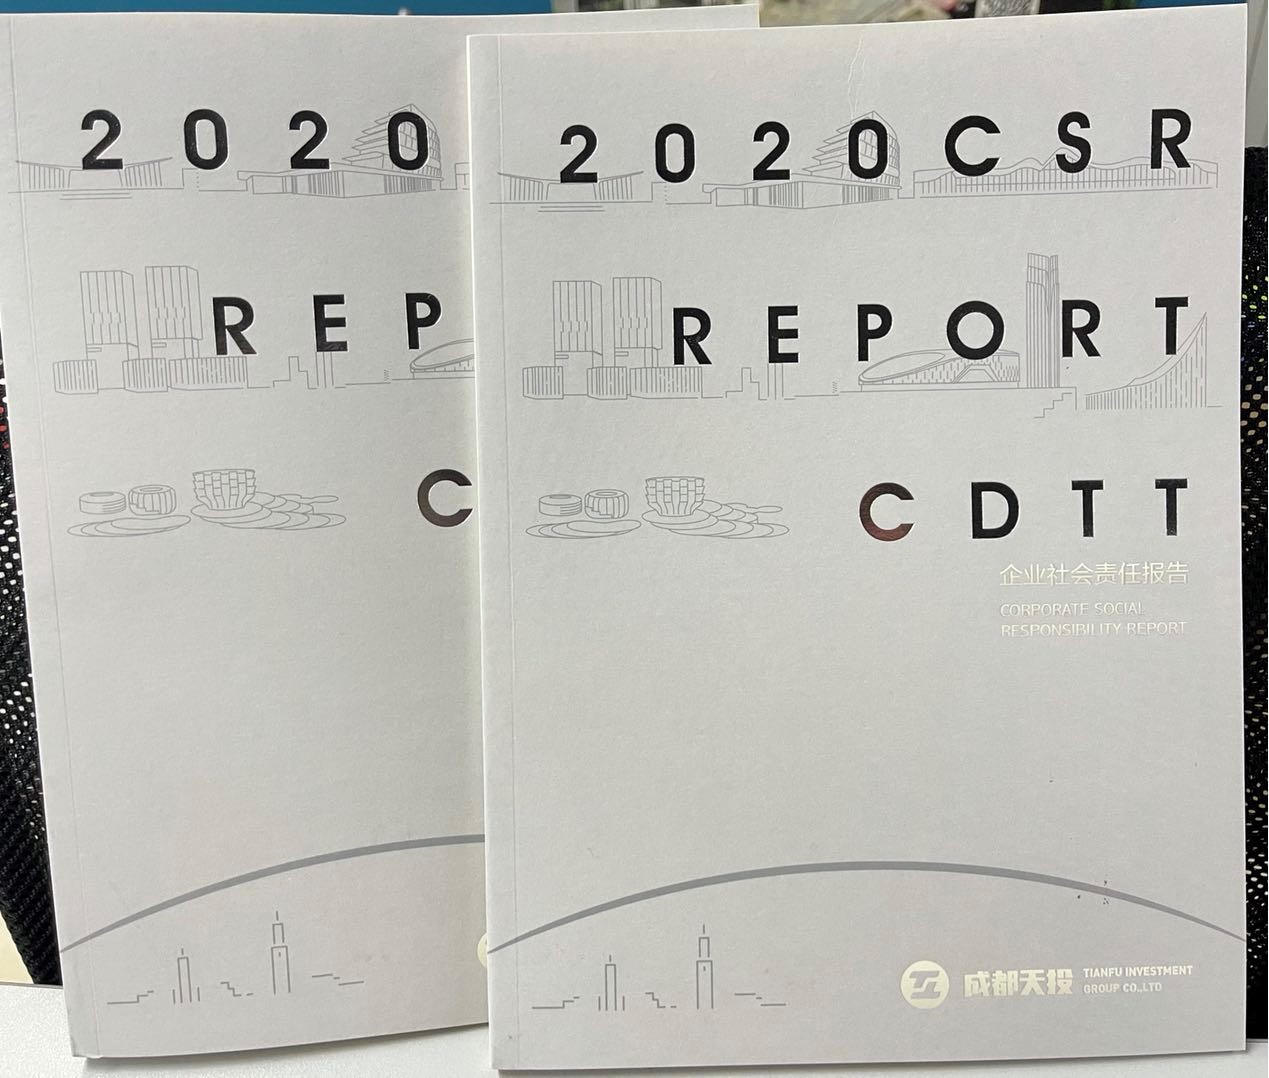 2020
REP
C
2020CSR
REPORT
CDTT
企业社会责任报告
CORPORATE SOCIAL
RESPONSIBILITY REPORT
成都天投
TIANFU INVESTMENT
GROUP CO.,LTD